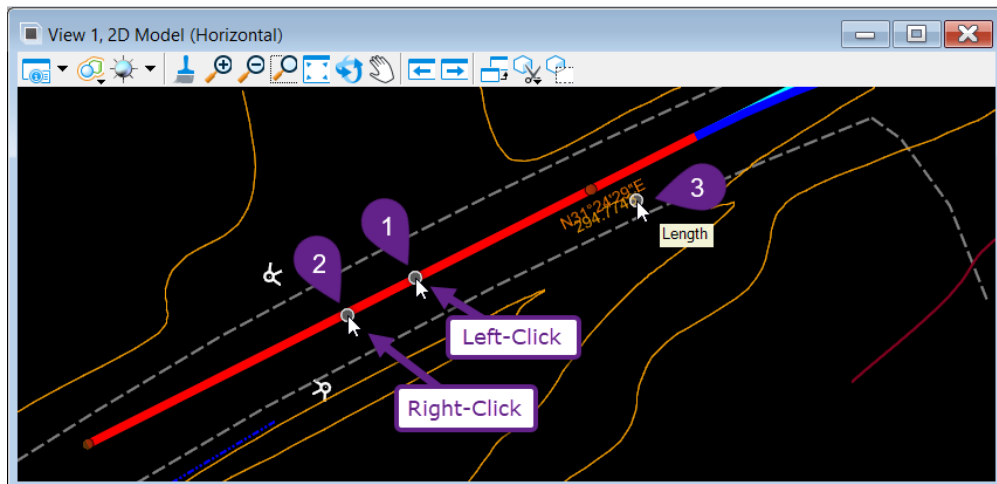 View 1, 2D Model (Horizontal)
3
N31°24'29"E
294.774'
Length
1
2
Left-Click
Right-Click